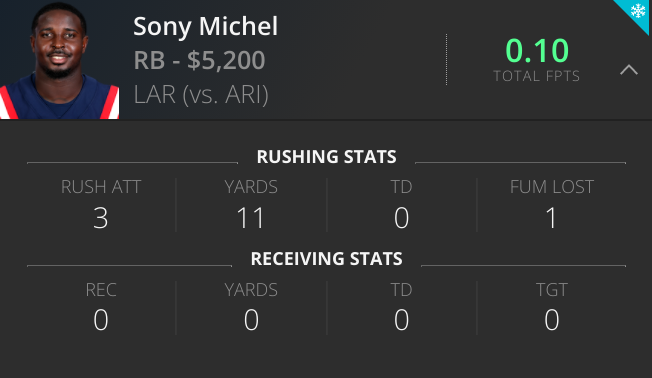 Sony Michel
RB - $5,200
LAR (vs. ARI)
0.10
TOTAL FPTS
RUSHING STATS
RUSH ATT YARDS TD FUM LOST
3 11 0 1
RECEIVING STATS
REC YARDS TD TGT
0 0 0 0